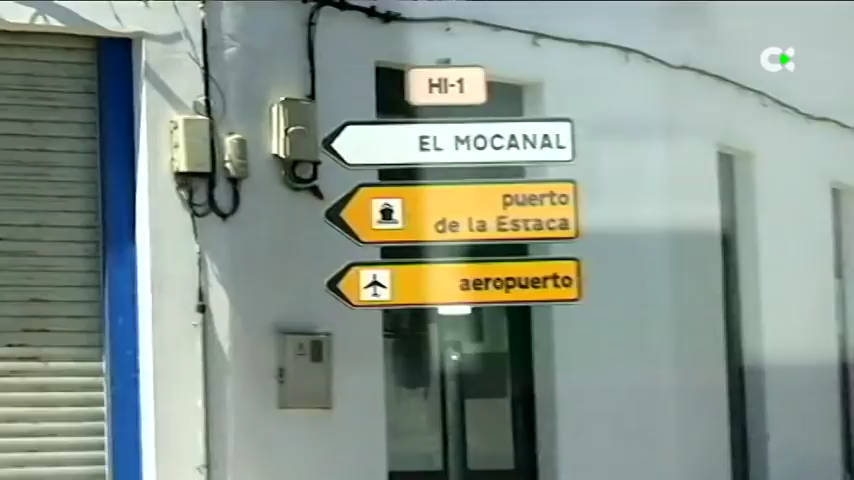 HI-1
EL MOCANAL
puerto
de la Estaca
aeropuerto